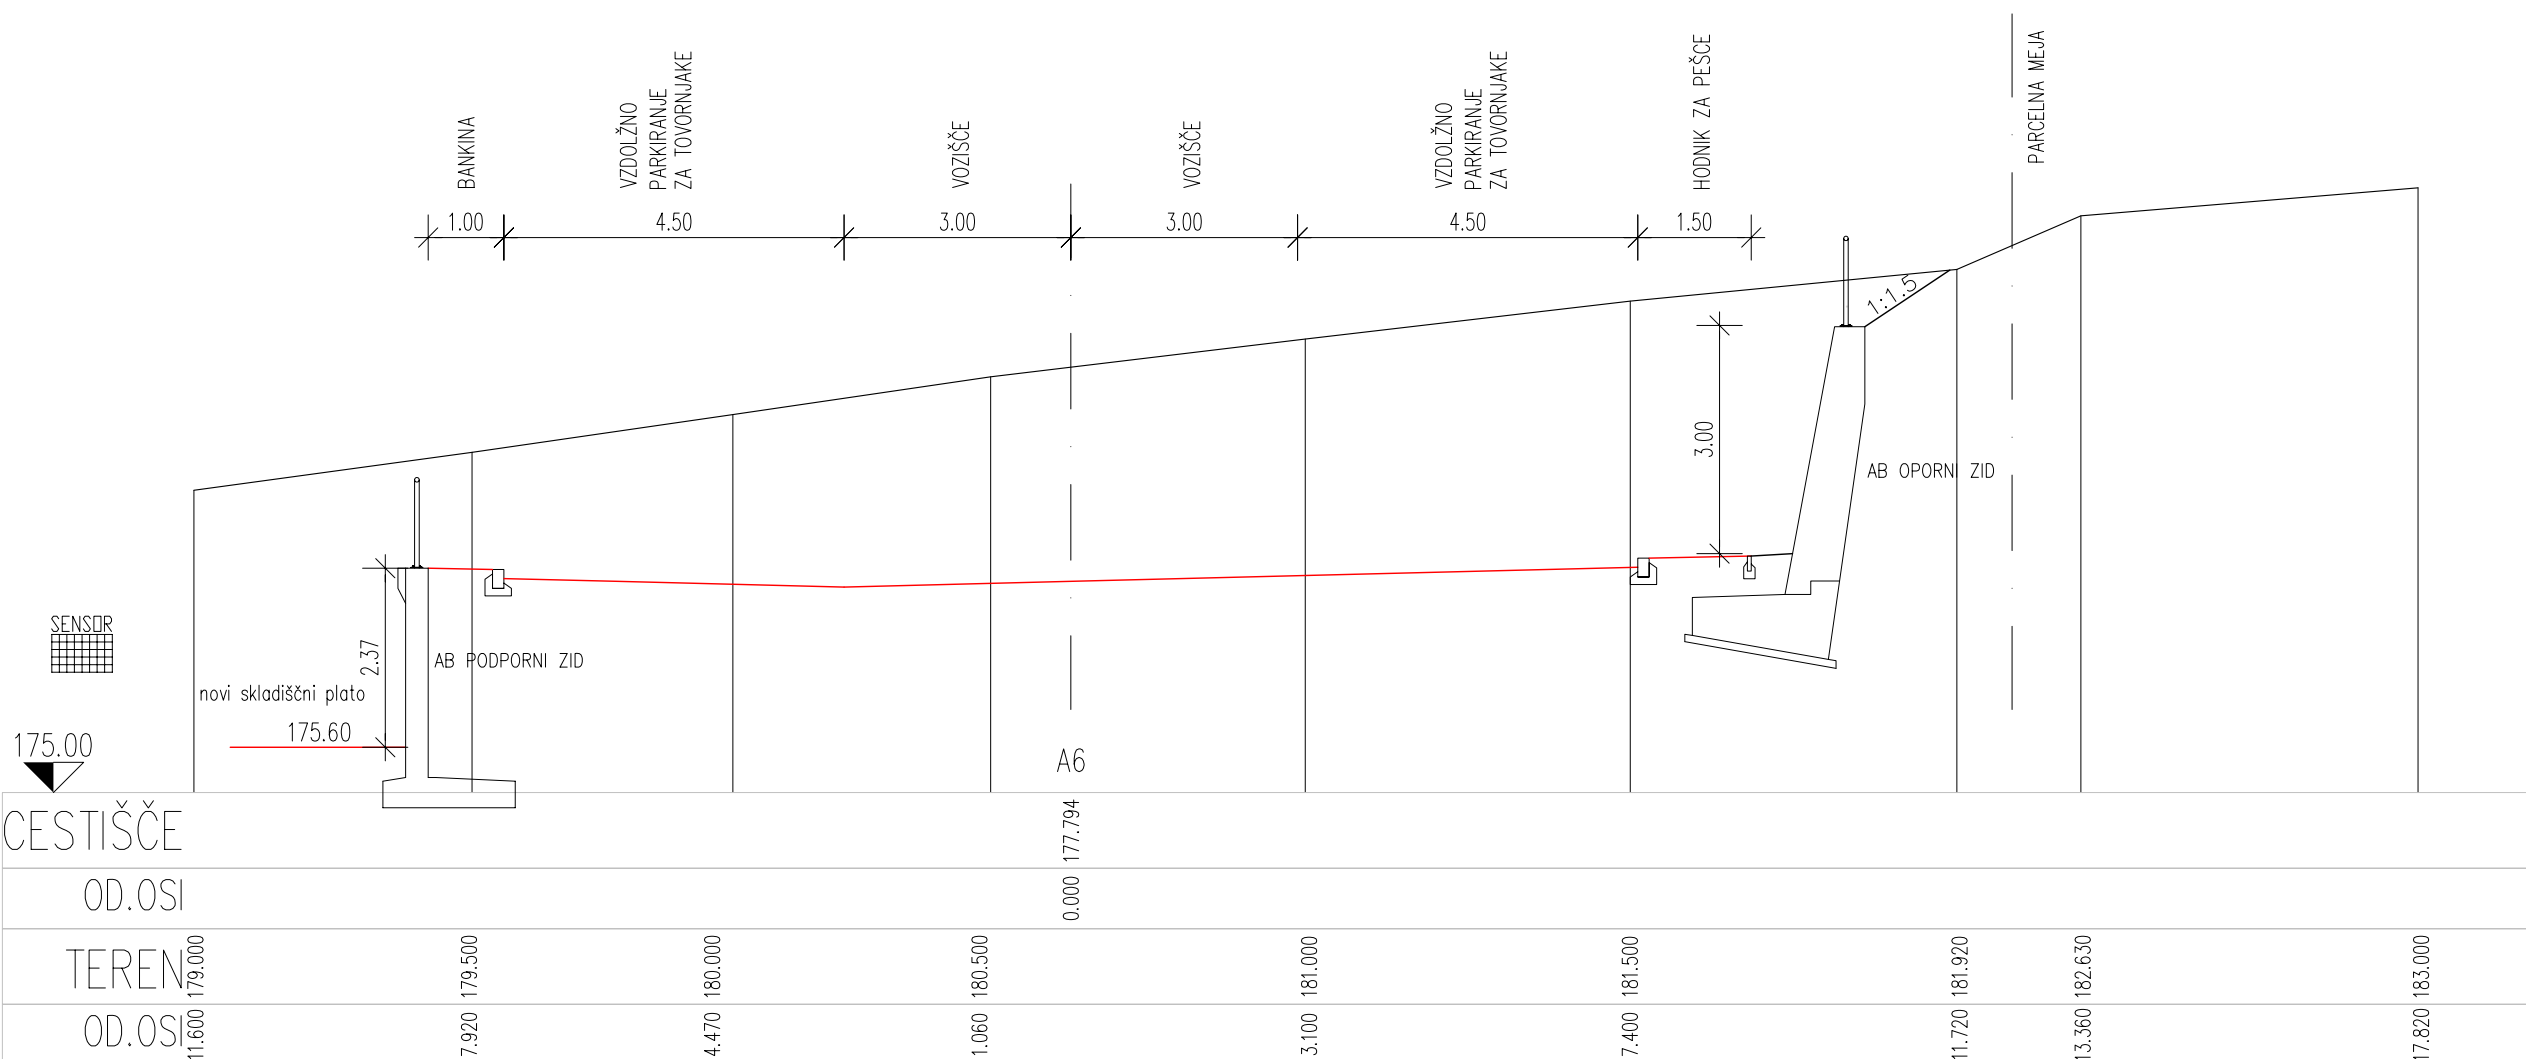 BANKINA
VZDOLŽNO
PARKIRANJE
ZA TOVORNJAKE
VOZIŠČE
VOZIŠČE
VZDOLŽNO
PARKIRANJE
ZA TOVORNJAKE
HODNIK ZA PEŠCE
PARCELNA MEJA
1.00
4.50
3.00
3.00
4.50
1.50
1:1.5
3.00
AB OPORNI ZID
SENSOR
2.37
AB PODPORNI ZID
novi skladiščni plato
175.60
175.00
A6
CESTIŠČE
177.794
OD.OSI
0.000
TEREN
179.000
179.500
180.000
180.500
181.000
181.500
181.920
182.630
183.000
OD.OSI
11.600
7.920
4.470
1.060
3.100
7.400
11.720
13.360
17.820